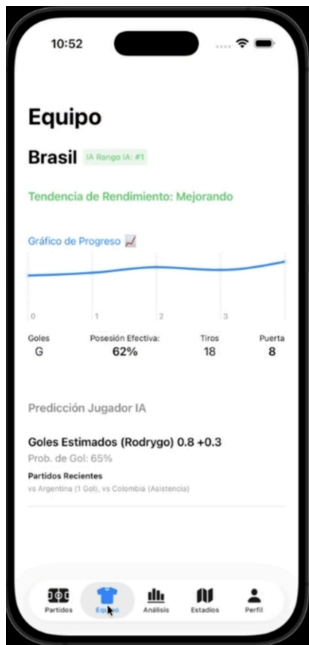 10:52
Equipo
Brasil IA Rango IA: #1
Tendencia de Rendimiento: Mejorando
Gráfico de Progreso 📈
0 1 2 3
Goles Posesión Efectiva: Tiros Puerta
G 62% 18 8
Predicción Jugador IA
Goles Estimados (Rodrygo) 0.8 +0.3
Prob. de Gol: 65%
Partidos Recientes
vs Argentina (1 Gol), vs Colombia (Asistencia)
Partidos Equipo Análisis Estadios Perfil